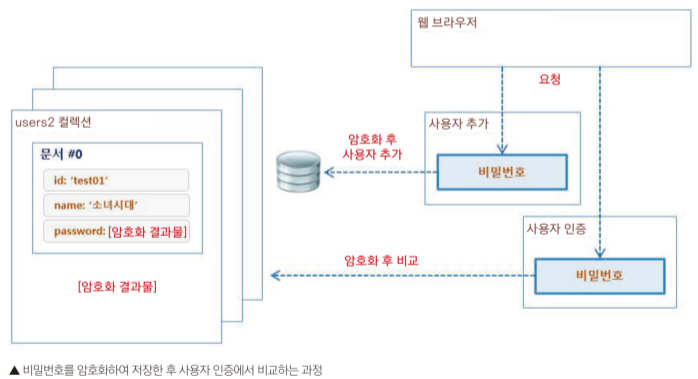 웹 브라우저
요청
users2 컬렉션
문서 #0
id: ‘test01’
name: ‘소녀시대’
password: [암호화 결과물]
[암호화 결과물]
암호화 후
사용자 추가
사용자 추가
비밀번호
사용자 인증
암호화 후 비교
비밀번호
▲ 비밀번호를 암호화하여 저장한 후 사용자 인증에서 비교하는 과정